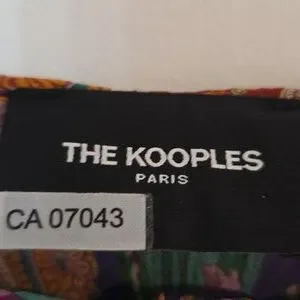 THE KOOPLES
PARIS
CA 07043